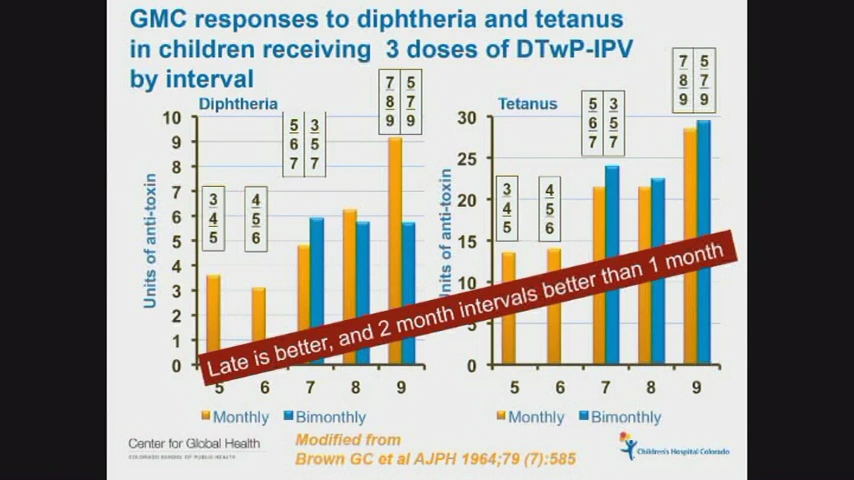 GMC responses to diphtheria and tetanus
in children receiving 3 doses of DTwP-IPV
by interval
Diphtheria
Units of anti-toxin
10
9
8
7
6
5
4
3
2
1
0
3
4
5
4
5
6
5 3
6 5
7 7
7 5
8 7
9 9
5 6 7 8 9
Monthly Bimonthly
Tetanus
Units of anti-toxin
30
25
20
15
10
5
0
3
4
5
4
5
6
5 3
6 5
7 7
7 5
8 7
9 9
5 6 7 8 9
Monthly Bimonthly
Late is better, and 2 month intervals better than 1 month
Center for Global Health
COLORADO SCHOOL OF PUBLIC HEALTH
Modified from
Brown GC et al AJPH 1964;79 (7):585
Children's Hospital Colorado